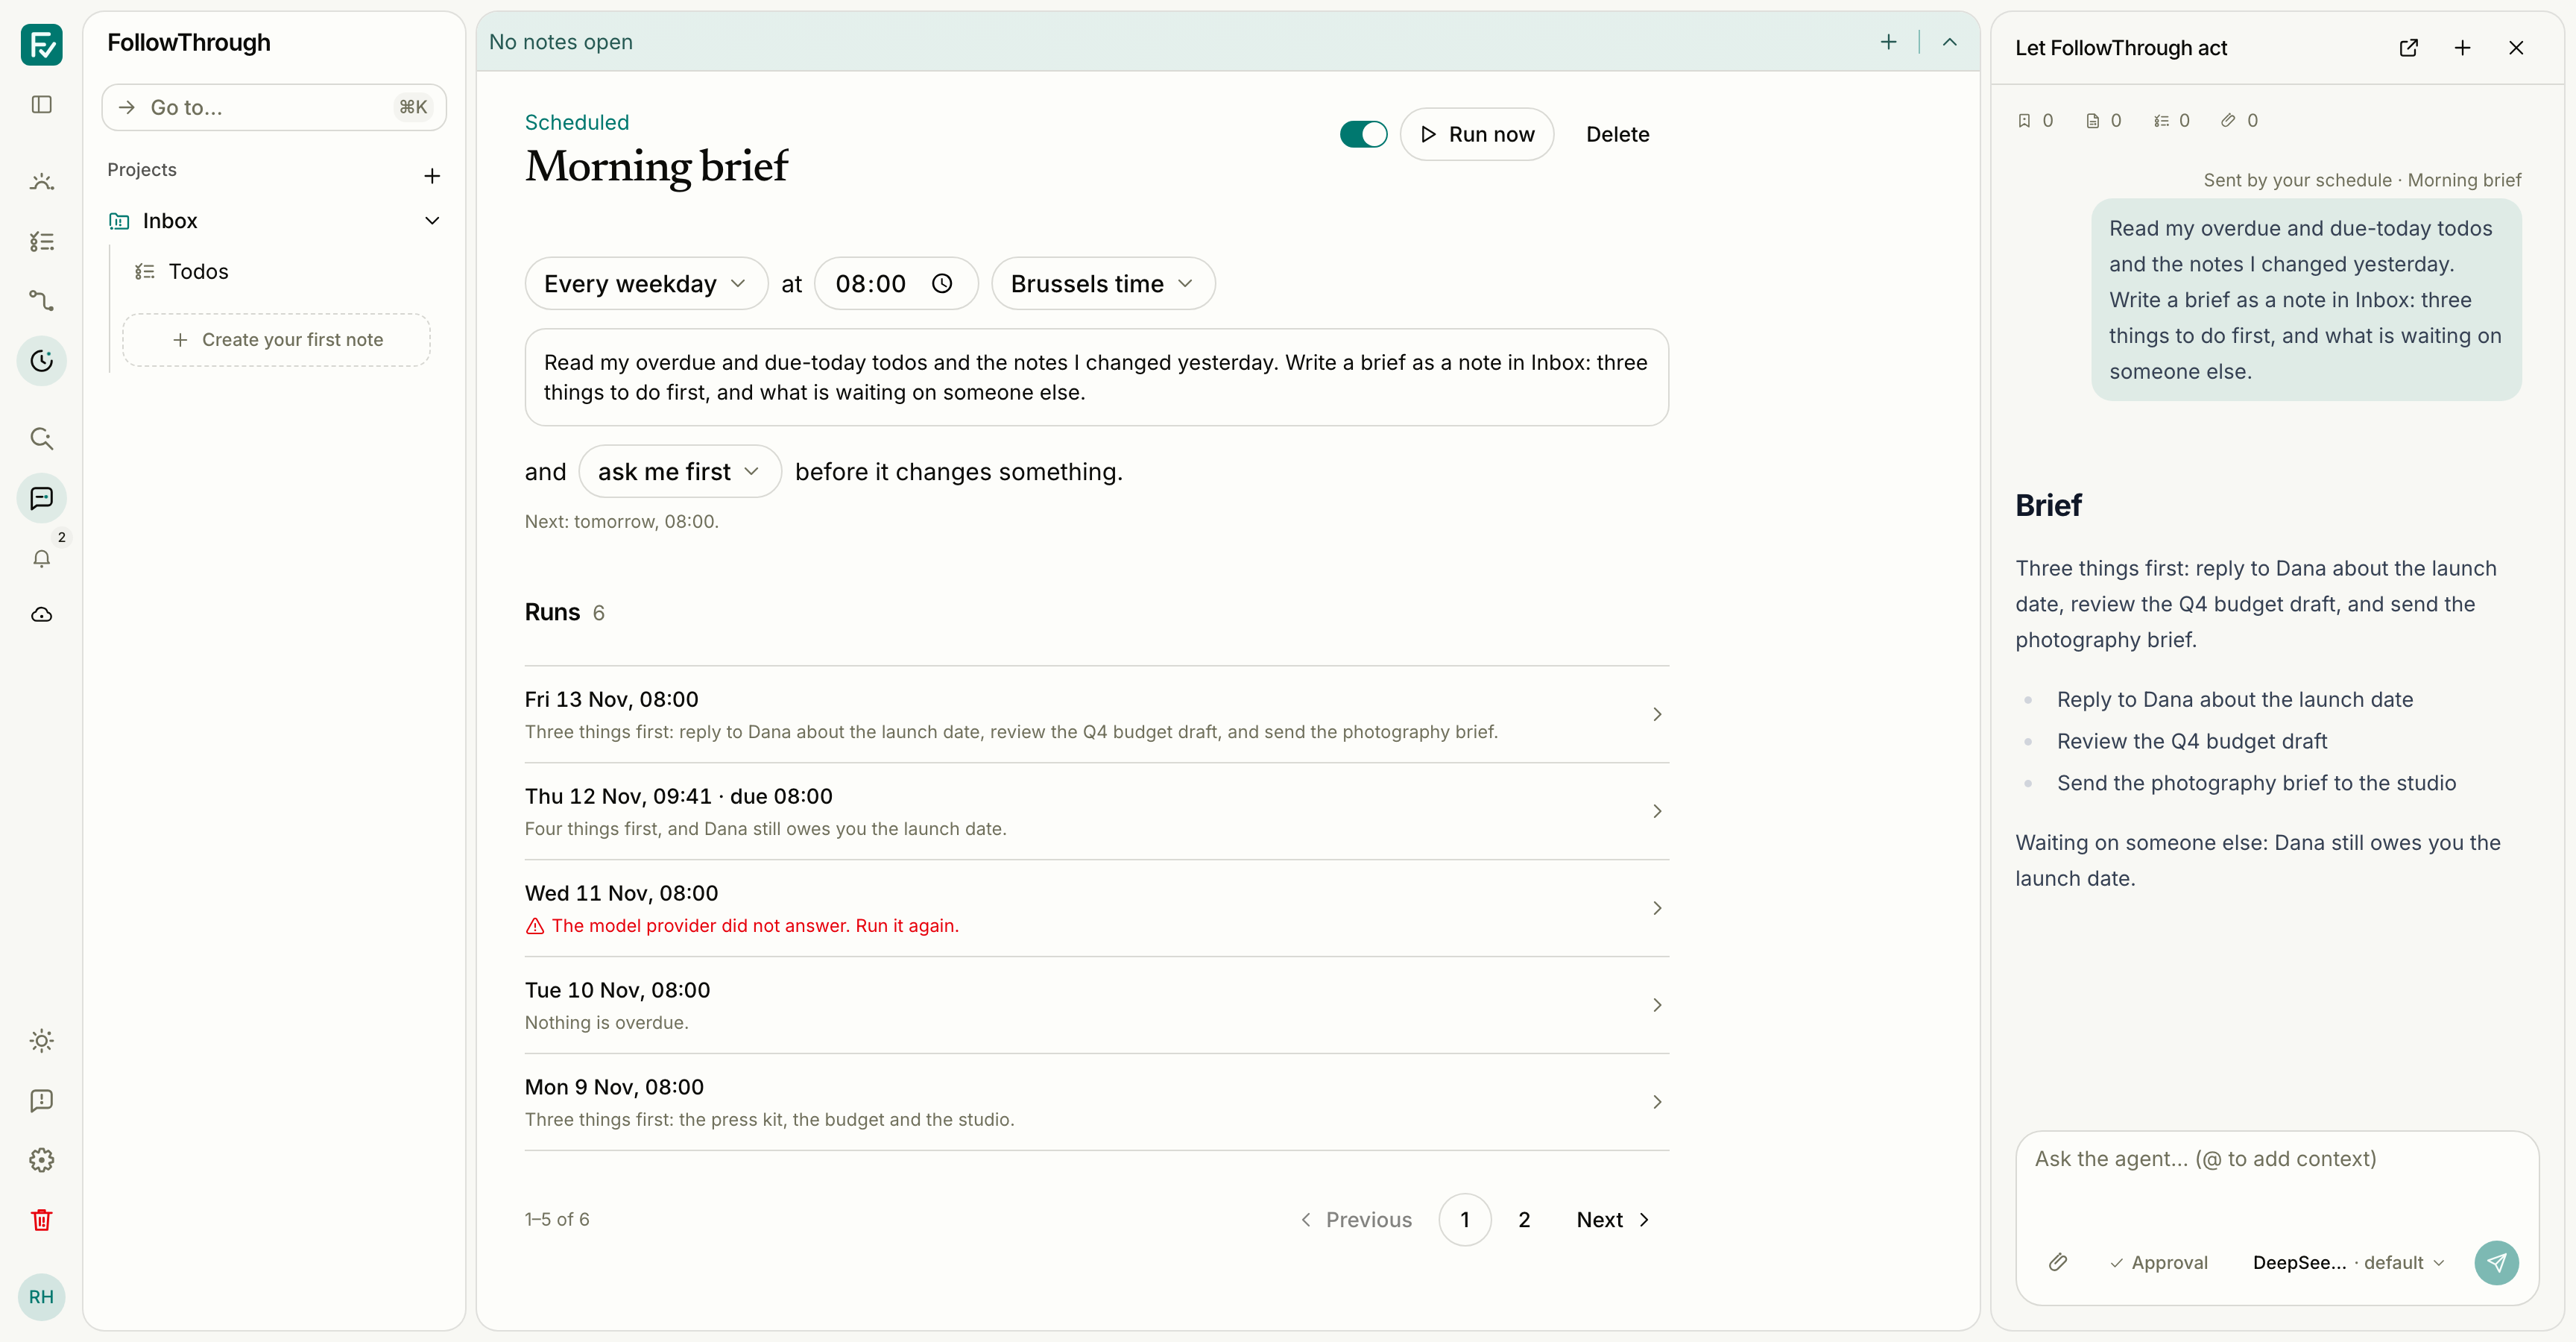 FollowThrough
Go to...
⌘K
Projects
Inbox
Todos
Create your first note
2
RH
No notes open
Scheduled
Morning brief
Run now
Delete
Every weekday at 08:00 Brussels time
Read my overdue and due-today todos and the notes I changed yesterday. Write a brief as a note in Inbox: three
things to do first, and what is waiting on someone else.
and ask me first before it changes something.
Next: tomorrow, 08:00.
Runs 6
Fri 13 Nov, 08:00
Three things first: reply to Dana about the launch date, review the Q4 budget draft, and send the photography brief.
Thu 12 Nov, 09:41 · due 08:00
Four things first, and Dana still owes you the launch date.
Wed 11 Nov, 08:00
The model provider did not answer. Run it again.
Tue 10 Nov, 08:00
Nothing is overdue.
Mon 9 Nov, 08:00
Three things first: the press kit, the budget and the studio.
1–5 of 6
Previous 1 2 Next
Let FollowThrough act
0 0 0 0
Sent by your schedule · Morning brief
Read my overdue and due-today todos
and the notes I changed yesterday.
Write a brief as a note in Inbox: three
things to do first, and what is waiting on
someone else.
Brief
Three things first: reply to Dana about the launch
date, review the Q4 budget draft, and send the
photography brief.
Reply to Dana about the launch date
Review the Q4 budget draft
Send the photography brief to the studio
Waiting on someone else: Dana still owes you the
launch date.
Ask the agent... (@ to add context)
Approval
DeepSee... · default